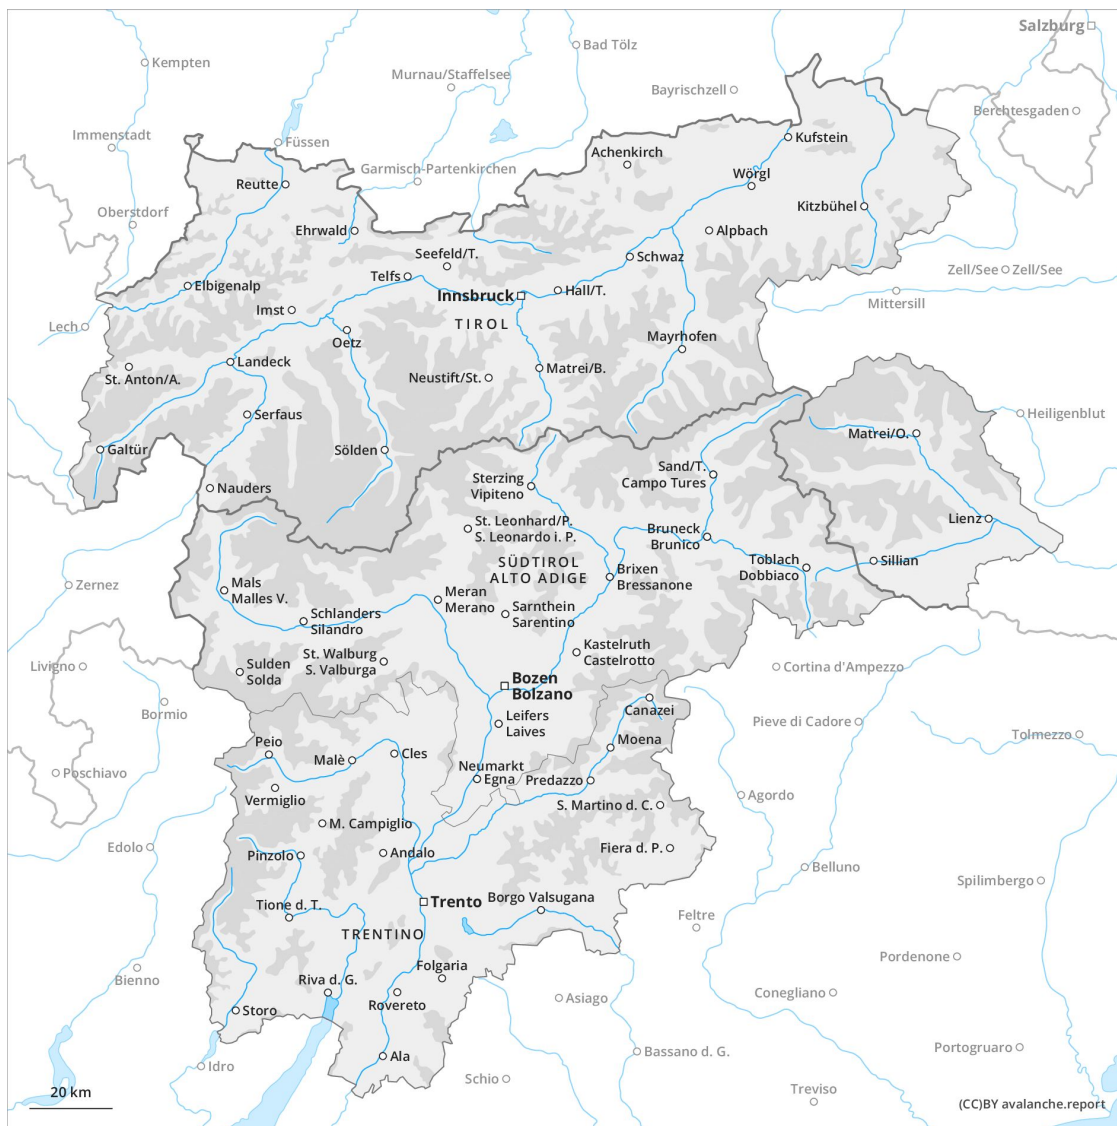 Salzburg
Bad Tölz
Kempten
Murnau/Staffelsee
Bayrischzell
Berchtesgaden
Immenstadt
Füssen
Kufstein
Achenkirch
Garmisch-Partenkirchen
Wörgl
Reutte
Kitzbühel
Oberstdorf
Ehrwald
Alpbach
Seefeld/T.
Schwaz
Zell/See
Zell/See
Telfs
Elbigenalp
Hall/T.
Innsbruck
Mittersill
Imst
TIROL
Lech
Oetz
Mayrhofen
Landeck
Matrei/B.
St. Anton/A.
Neustift/St.
Serfaus
Heiligenblut
Matrei/O.
Galtür
Sölden
Sand/T.
Campo Tures
Sterzing
Vipiteno
Nauders
Lienz
St. Leonhard/P.
S. Leonardo i. P.
Bruneck
Brunico
SÜDTIROL
ALTO ADIGE
Toblach
Dobbiaco
Sillian
Brixen
Bressanone
Zernez
Mals
Malles V.
Meran
Merano
Sarnthein
Sarentino
Schlanders
Silandro
Kastelruth
Castelrotto
St. Walburg
S. Valburga
Livigno
Sulden
Solda
Cortina d'Ampezzo
Bozen
Bolzano
Canazei
Bormio
Leifers
Laives
Pieve di Cadore
Tolmezzo
Peio
Moena
Cles
Malè
Neumarkt
Egna
Poschiavo
Predazzo
Vermiglio
Agordo
S. Martino d. C.
M. Campiglio
Edolo
Fiera d. P.
Pinzolo
Andalo
Belluno
Spilimbergo
Borgo Valsugana
Trento
Tione d. T.
Feltre
TRENTINO
Pordenone
Folgaria
Bienno
Riva d. G.
Conegliano
Asiago
Rovereto
Storo
Portogruaro
Bassano d. G.
Ala
Idro
Schio
Treviso
20 km
(CC)BY avalanche.report